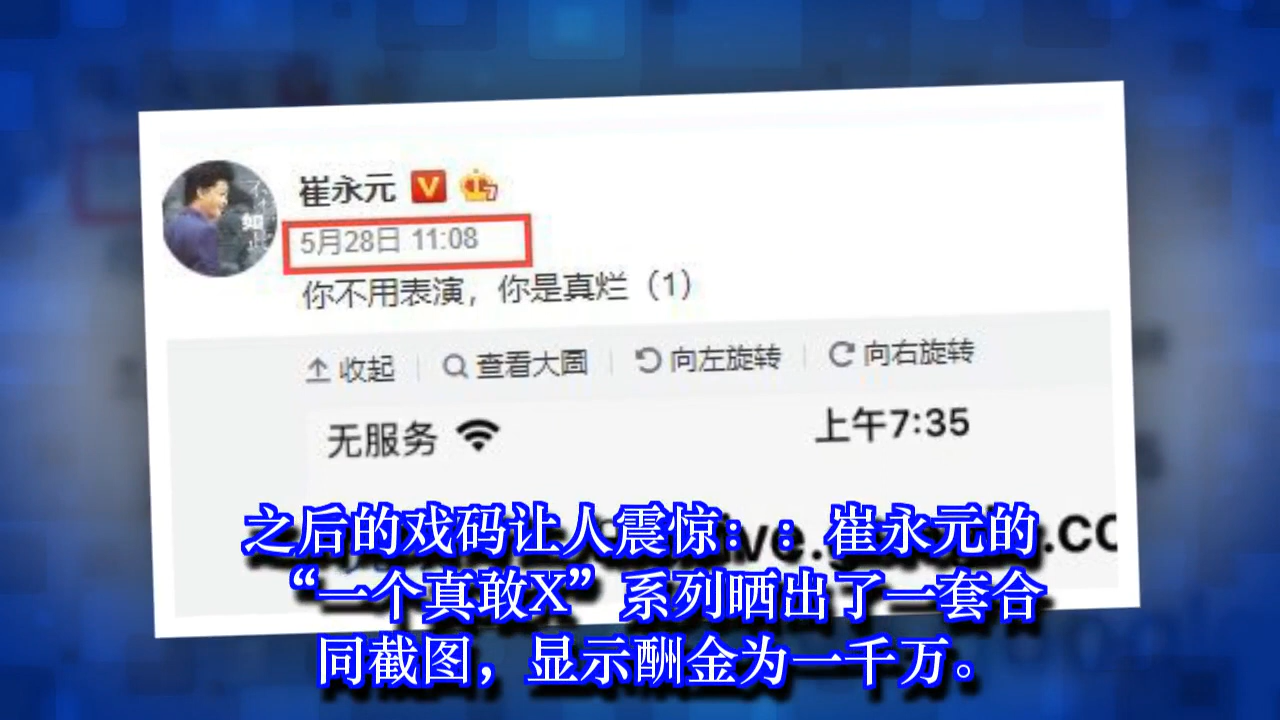 崔永元
5月28日 11:08
你不用表演，你是真烂（1）
收起 查看大图 向左旋转 向右旋转
无服务 上午7:35
之后的戏码让人震惊：：崔永元的
“一个真敢X”系列晒出了一套合
同截图，显示酬金为一千万。